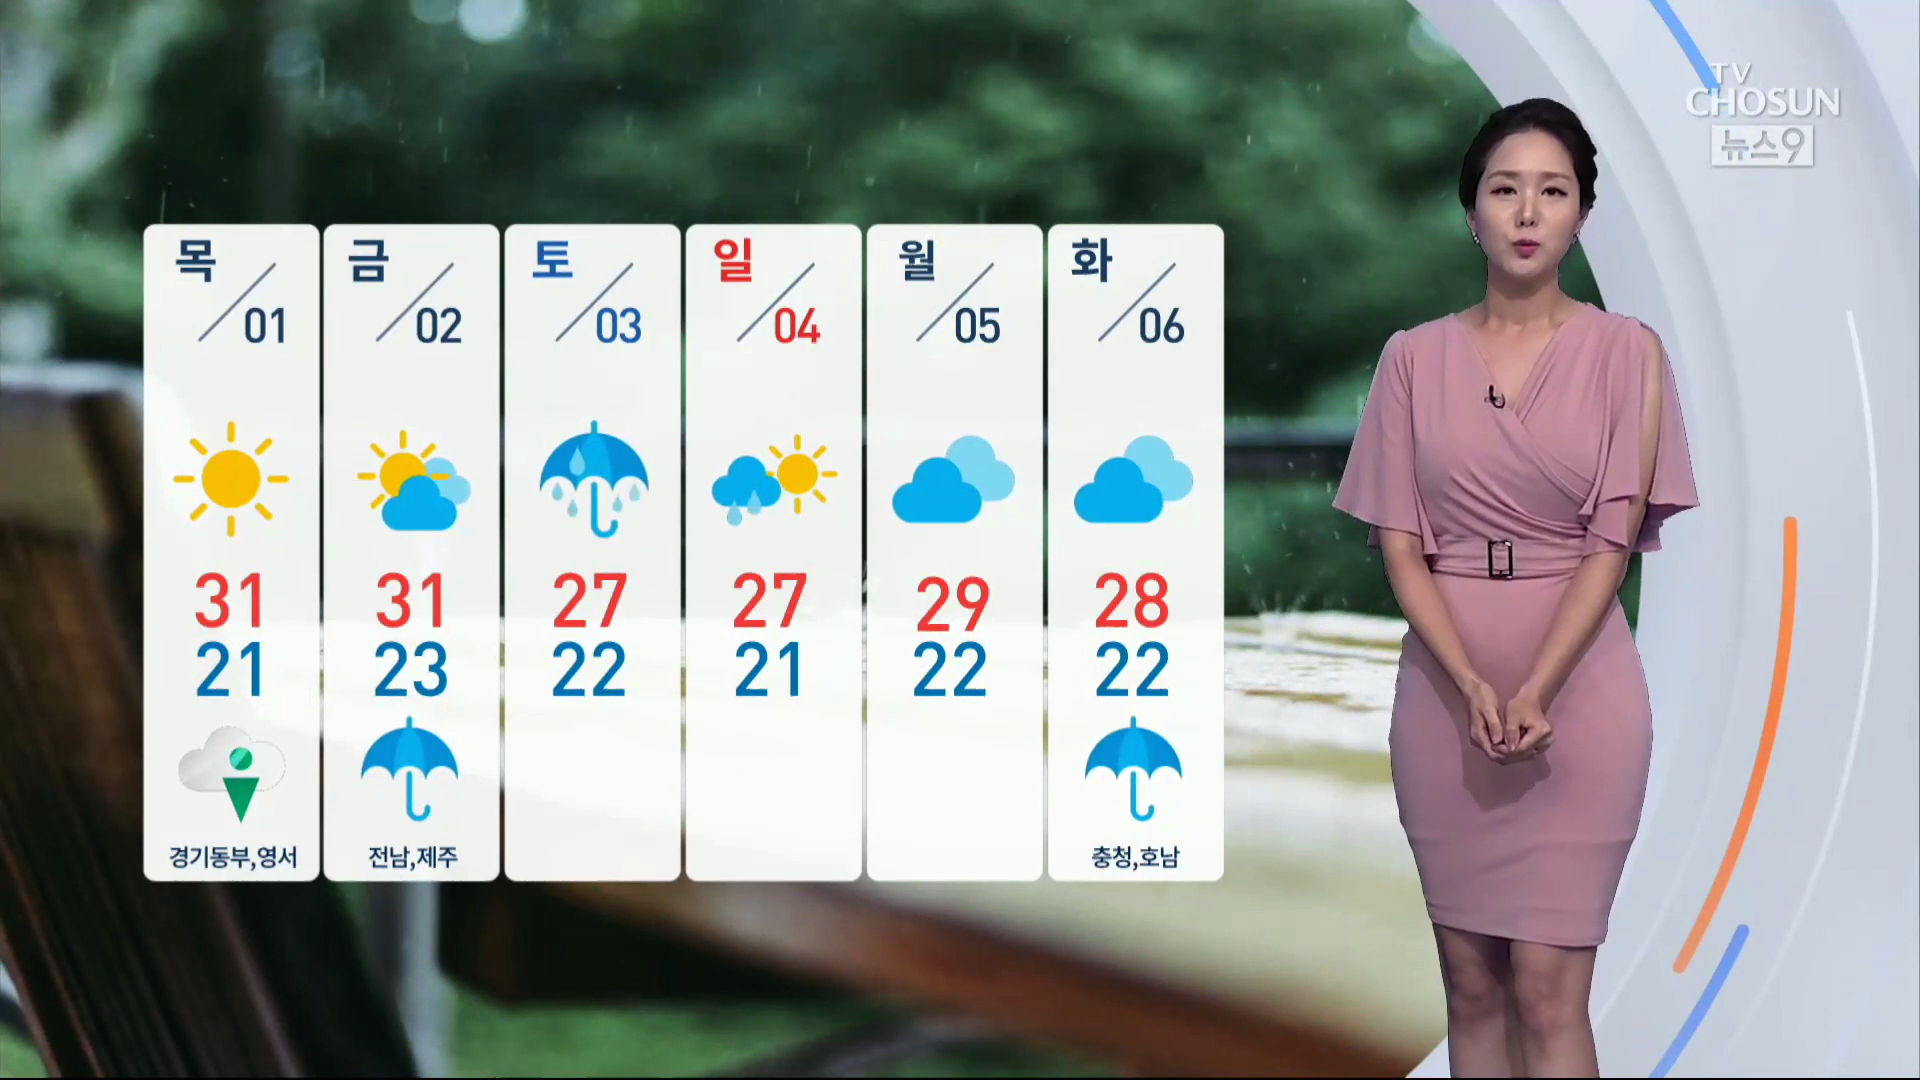 TV
CHOSUN
뉴스9
목 01
금 02
토 03
일 04
월 05
화 06
31 31 27 27 29 28
21 23 22 21 22 22
경기동부,영서 전남,제주 충청,호남